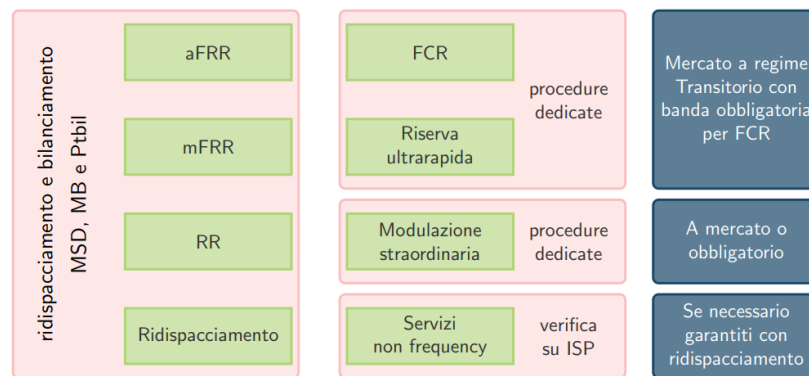 ridispacciamento e bilanciamento
MSD, MB e Ptbil
aFRR
mFRR
RR
Ridispacciamento
FCR
Riserva
ultrarapida
procedure
dedicate
Modulazione
straordinaria
procedure
dedicate
Servizi
non frequency
verifica
su ISP
Mercato a regime
Transitorio con
banda obbligatoria
per FCR
A mercato o
obbligatorio
Se necessario
garantiti con
ridispacciamento